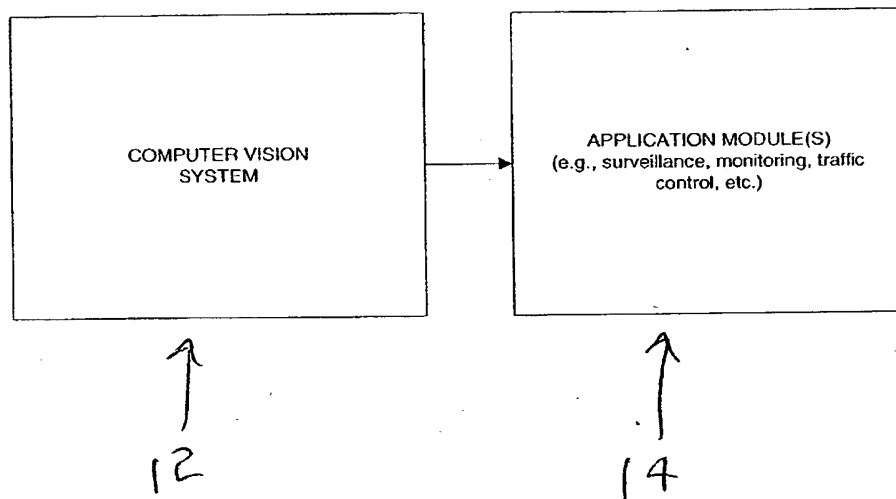 COMPUTER VISION
SYSTEM
APPLICATION MODULE(S)
(e.g., surveillance, monitoring, traffic
control, etc.)
12
14